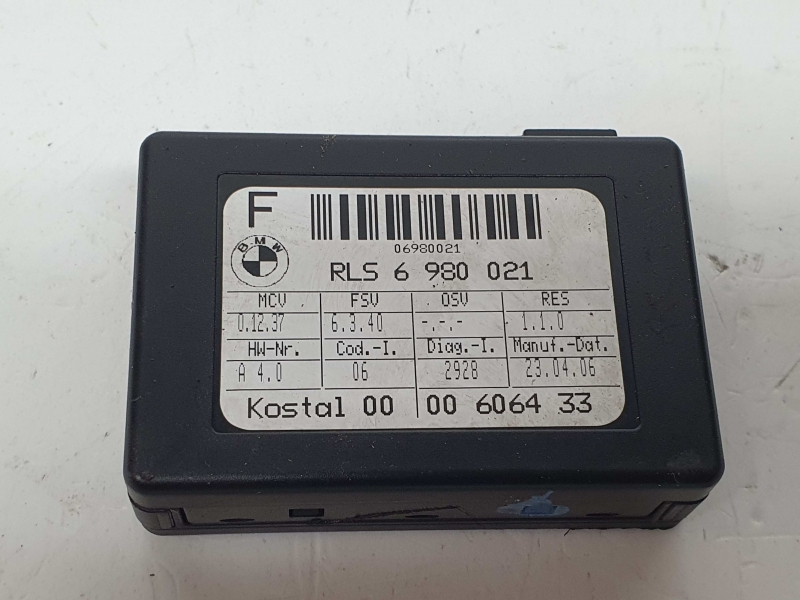 F
06980021
BMW
RLS 6 980 021
MCV FSV QSV RES
0.12.37 6.3.40 -.-.- 1.1.0
HW-Nr. Cod.-I. Diag.-I. Manuf.-Dat.
A 4.0 06 2928 23.04.06
Kostal 00 00 6064 33